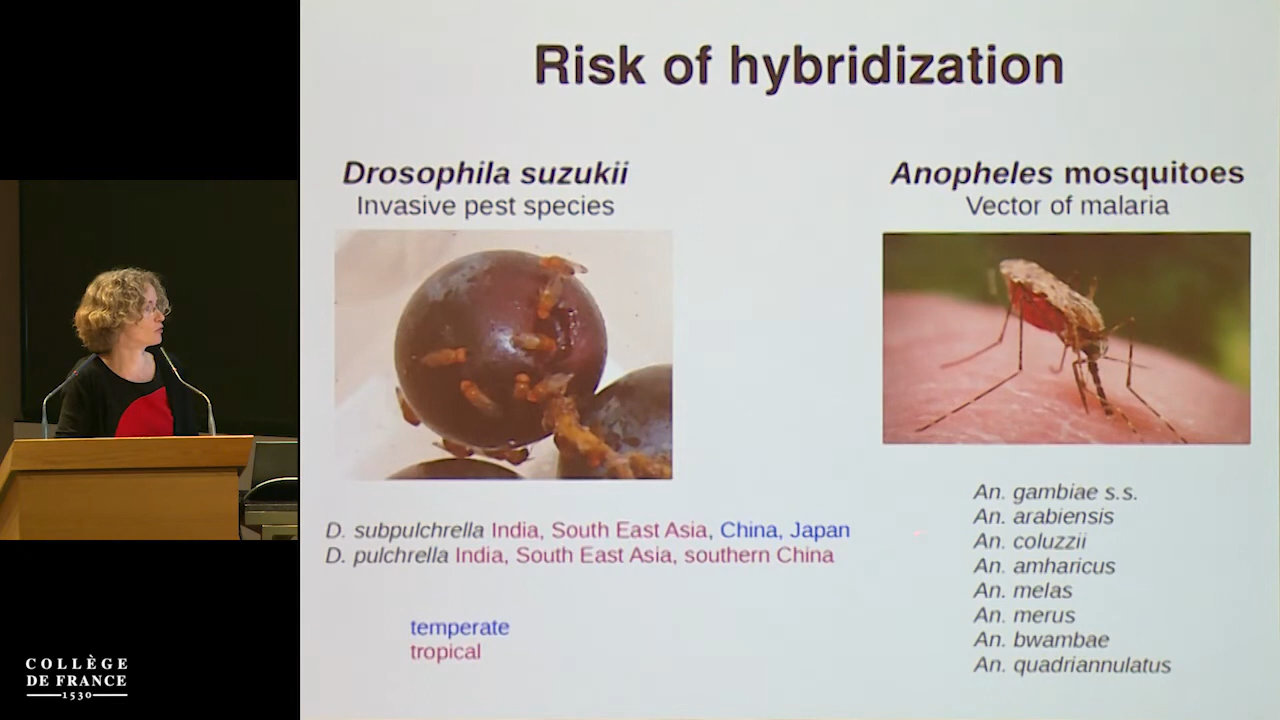 Risk of hybridization
Drosophila suzukii
Invasive pest species
Anopheles mosquitoes
Vector of malaria
D. subpulchrella India, South East Asia, China, Japan
D. pulchrella India, South East Asia, southern China
temperate
tropical
An. gambiae s.s.
An. arabiensis
An. coluzzii
An. amharicus
An. melas
An. merus
An. bwambae
An. quadriannulatus
COLLÈGE
DE FRANCE
1530